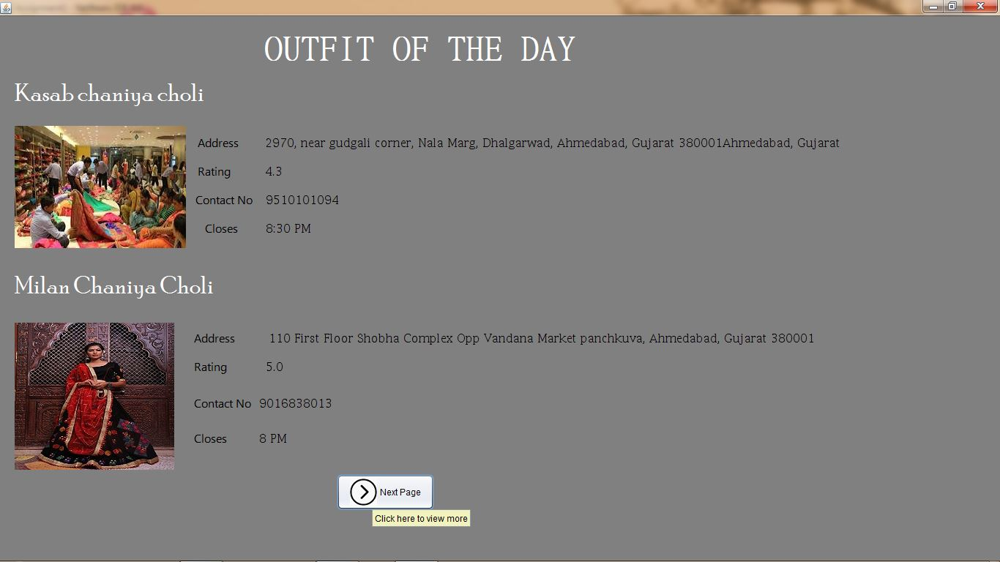 OUTFIT OF THE DAY
Kasab chaniya choli
Address 2970, near gudgali corner, Nala Marg, Dhalgarwad, Ahmedabad, Gujarat 380001Ahmedabad, Gujarat
Rating 4.3
Contact No 9510101094
Closes 8:30 PM
Milan Chaniya Choli
Address 110 First Floor Shobha Complex Opp Vandana Market panchkuva, Ahmedabad, Gujarat 380001
Rating 5.0
Contact No 9016838013
Closes 8 PM
Next Page
Click here to view more